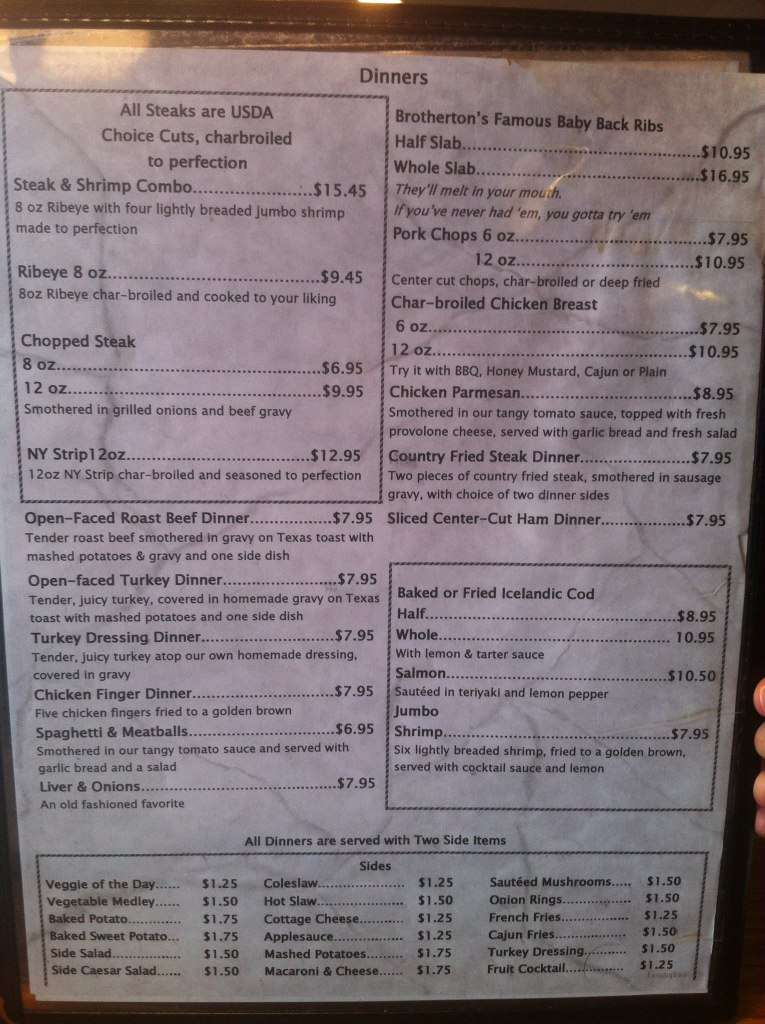 Dinners
All Steaks are USDA
Choice Cuts, charbroiled
to perfection
Steak & Shrimp Combo.....................$15.45
8 oz Ribeye with four lightly breaded jumbo shrimp
made to perfection
Ribeye 8 oz.....................................$9.45
8oz Ribeye char-broiled and cooked to your liking
Chopped Steak
8 oz..............................................$6.95
12 oz............................................$9.95
Smothered in grilled onions and beef gravy
NY Strip12oz................................$12.95
12oz NY Strip char-broiled and seasoned to perfection
Open-Faced Roast Beef Dinner...............$7.95
Tender roast beef smothered in gravy on Texas toast with
mashed potatoes & gravy and one side dish
Open-faced Turkey Dinner....................$7.95
Tender, juicy turkey, covered in homemade gravy on Texas
toast with mashed potatoes and one side dish
Turkey Dressing Dinner.......................$7.95
Tender, juicy turkey atop our own homemade dressing,
covered in gravy
Chicken Finger Dinner.........................$7.95
Five chicken fingers fried to a golden brown
Spaghetti & Meatballs..........................$6.95
Smothered in our tangy tomato sauce and served with
garlic bread and a salad
Liver & Onions...................................$7.95
An old fashioned favorite
Brotherton's Famous Baby Back Ribs
Half Slab..........................................$10.95
Whole Slab.......................................$16.95
They'll melt in your mouth.
If you've never had 'em, you gotta try 'em
Pork Chops 6 oz..................................$7.95
12 oz..................................$10.95
Center cut chops, char-broiled or deep fried
Char-broiled Chicken Breast
6 oz...............................................$7.95
12 oz.............................................$10.95
Try it with BBQ, Honey Mustard, Cajun or Plain
Chicken Parmesan...............................$8.95
Smothered in our tangy tomato sauce, topped with fresh
provolone cheese, served with garlic bread and fresh salad
Country Fried Steak Dinner....................$7.95
Two pieces of country fried steak, smothered in sausage
gravy, with choice of two dinner sides
Sliced Center-Cut Ham Dinner................$7.95
Baked or Fried Icelandic Cod
Half.............................................$8.95
Whole.......................................... 10.95
With lemon & tarter sauce
Salmon........................................$10.50
Sautéed in teriyaki and lemon pepper
Jumbo
Shrimp.........................................$7.95
Six lightly breaded shrimp, fried to a golden brown,
served with cocktail sauce and lemon
All Dinners are served with Two Side Items
Sides
Veggie of the Day...... $1.25 Coleslaw..................... $1.25 Sautéed Mushrooms..... $1.50
Vegetable Medley...... $1.50 Hot Slaw..................... $1.50 Onion Rings................. $1.50
Baked Potato............ $1.75 Cottage Cheese........... $1.25 French Fries................ $1.25
Baked Sweet Potato... $1.75 Applesauce................. $1.25 Cajun Fries................. $1.50
Side Salad................ $1.50 Mashed Potatoes......... $1.75 Turkey Dressing.......... $1.50
Side Caesar Salad...... $1.50 Macaroni & Cheese...... $1.75 Fruit Cocktail.............. $1.25